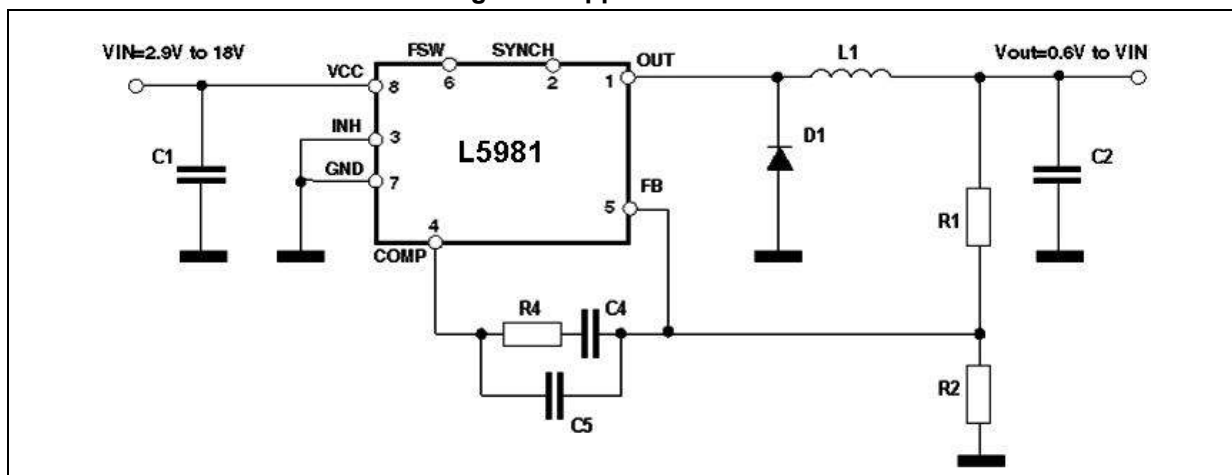 VIN=2.9V to 18V
FSW
SYNCH
VCC
8
6
2
1
OUT
L1
Vout=0.6V to VIN
INH
3
L5981
D1
C1
GND
7
FB
5
C2
R1
4
COMP
R4
C4
C5
R2